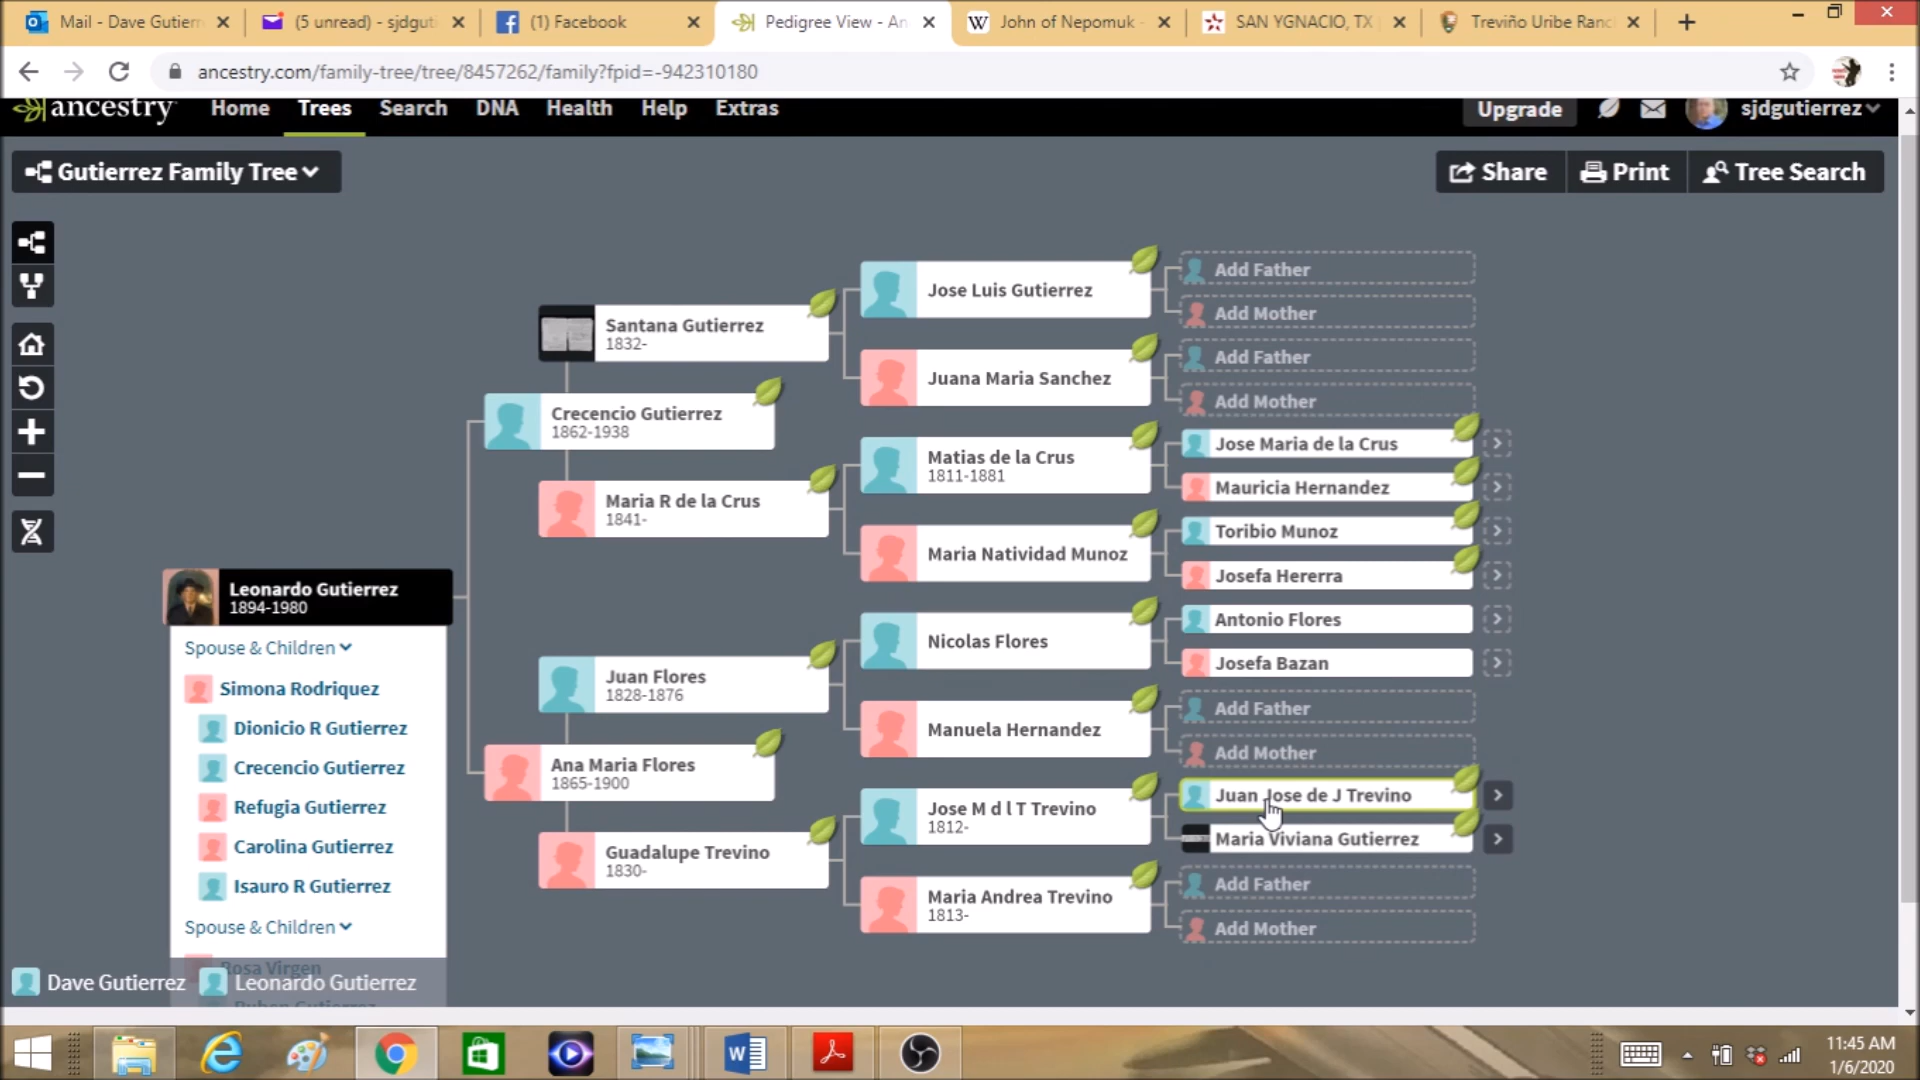 Mail - Dave Gutierr
(5 unread) - sjdguti
(1) Facebook
Pedigree View - An
John of Nepomuk -
SAN YGNACIO, TX
Treviño Uribe Ranc
ancestry.com/family-tree/tree/8457262/family?fpid=-942310180
ancestry Home Trees Search DNA Health Help Extras Upgrade sjdgutierrez
Gutierrez Family Tree
Share
Print
Tree Search
Leonardo Gutierrez
1894-1980
Spouse & Children
Simona Rodriquez
Dionicio R Gutierrez
Crecencio Gutierrez
Refugia Gutierrez
Carolina Gutierrez
Isauro R Gutierrez
Spouse & Children
Rosa Virgen
Ruben Gutierrez
Crecencio Gutierrez
1862-1938
Ana Maria Flores
1865-1900
Santana Gutierrez
1832-
Maria R de la Crus
1841-
Juan Flores
1828-1876
Guadalupe Trevino
1830-
Jose Luis Gutierrez
Juana Maria Sanchez
Matias de la Crus
1811-1881
Maria Natividad Munoz
Nicolas Flores
Manuela Hernandez
Jose M d l T Trevino
1812-
Maria Andrea Trevino
1813-
Add Father
Add Mother
Add Father
Add Mother
Jose Maria de la Crus
Mauricia Hernandez
Toribio Munoz
Josefa Hererra
Antonio Flores
Josefa Bazan
Add Father
Add Mother
Juan Jose de J Trevino
Maria Viviana Gutierrez
Add Father
Add Mother
Dave Gutierrez
Leonardo Gutierrez
11:45 AM
1/6/2020